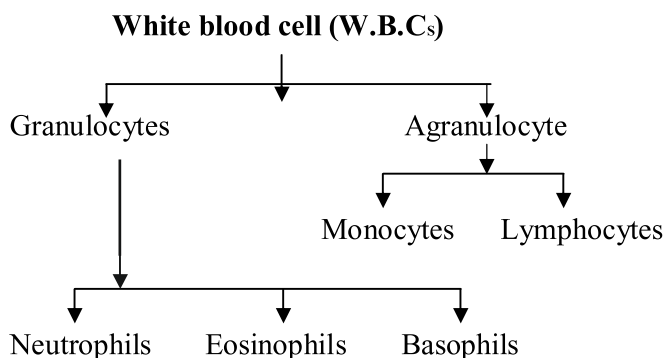 White blood cell (W.B.Cs)
Granulocytes Agranulocyte
Monocytes Lymphocytes
Neutrophils Eosinophils Basophils